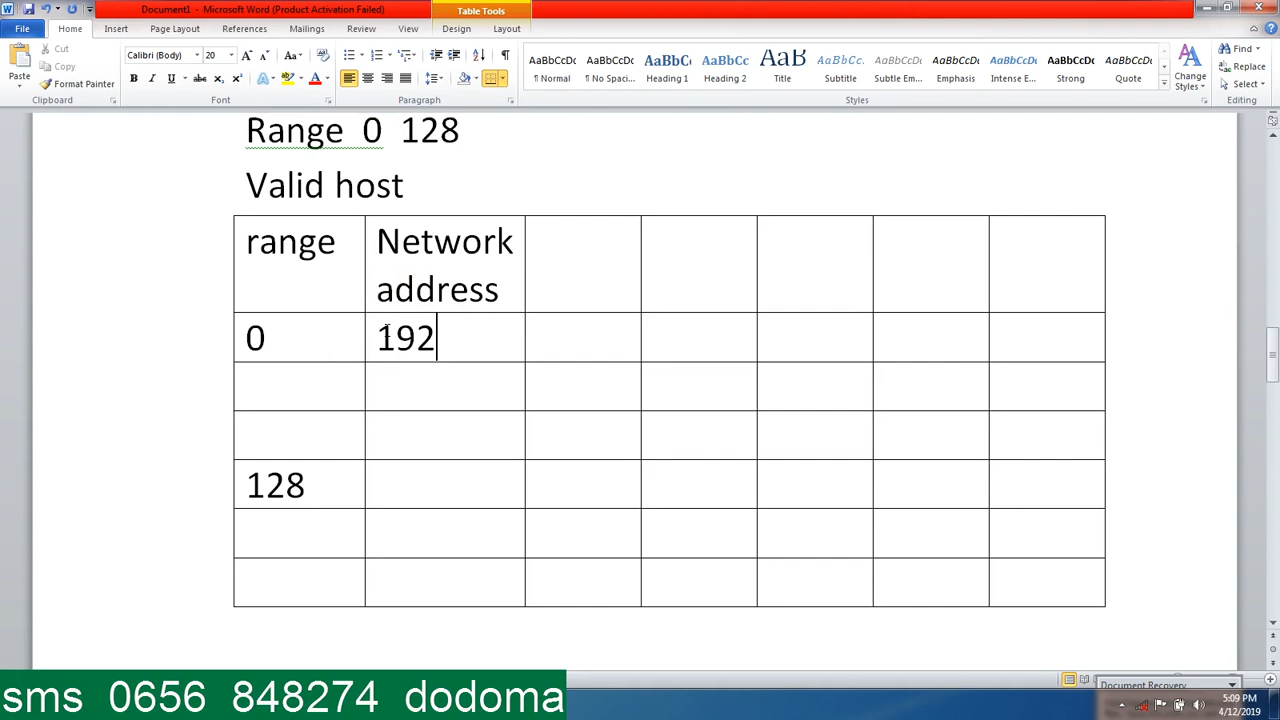 Document1 - Microsoft Word (Product Activation Failed)
Table Tools
File Home Insert Page Layout References Mailings Review View Design Layout
Cut
Copy
Format Painter
Paste
Clipboard
Calibri (Body) 20
Font
Paragraph
AaBbCcDc AaBbCcDc AaBbC AaBbCc AaB AaBbCc. AaBbCcDc AaBbCcDc AaBbCcDc AaBbCcDc AaBbCcDc
¶ Normal ¶ No Spaci... Heading 1 Heading 2 Title Subtitle Subtle Em... Emphasis Intense E... Strong Quote
Change Styles
Styles
Find
Replace
Select
Editing
Range 0 128
Valid host
range Network address
0 192
128
sms 0656 848274 dodoma
Document Recovery
5:09 PM
4/12/2019